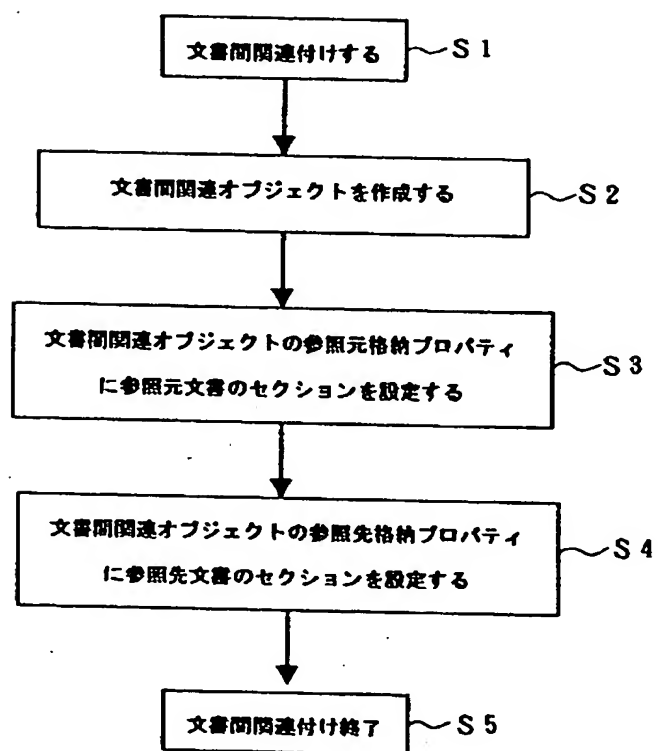 文書間関連付けする
S1
文書間関連オブジェクトを作成する
S2
文書間関連オブジェクトの参照元格納プロパティ
に参照元文書のセクションを設定する
S3
文書間関連オブジェクトの参照先格納プロパティ
に参照先文書のセクションを設定する
S4
文書間関連付け終了
S5